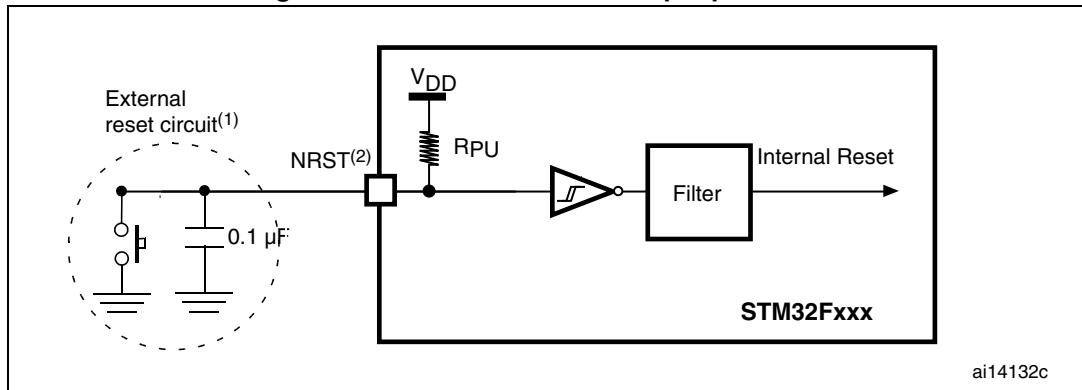 VDD
External
reset circuit(1)
NRST(2)
RPU
Internal Reset
Filter
0.1 µF
STM32Fxxx
ai14132c